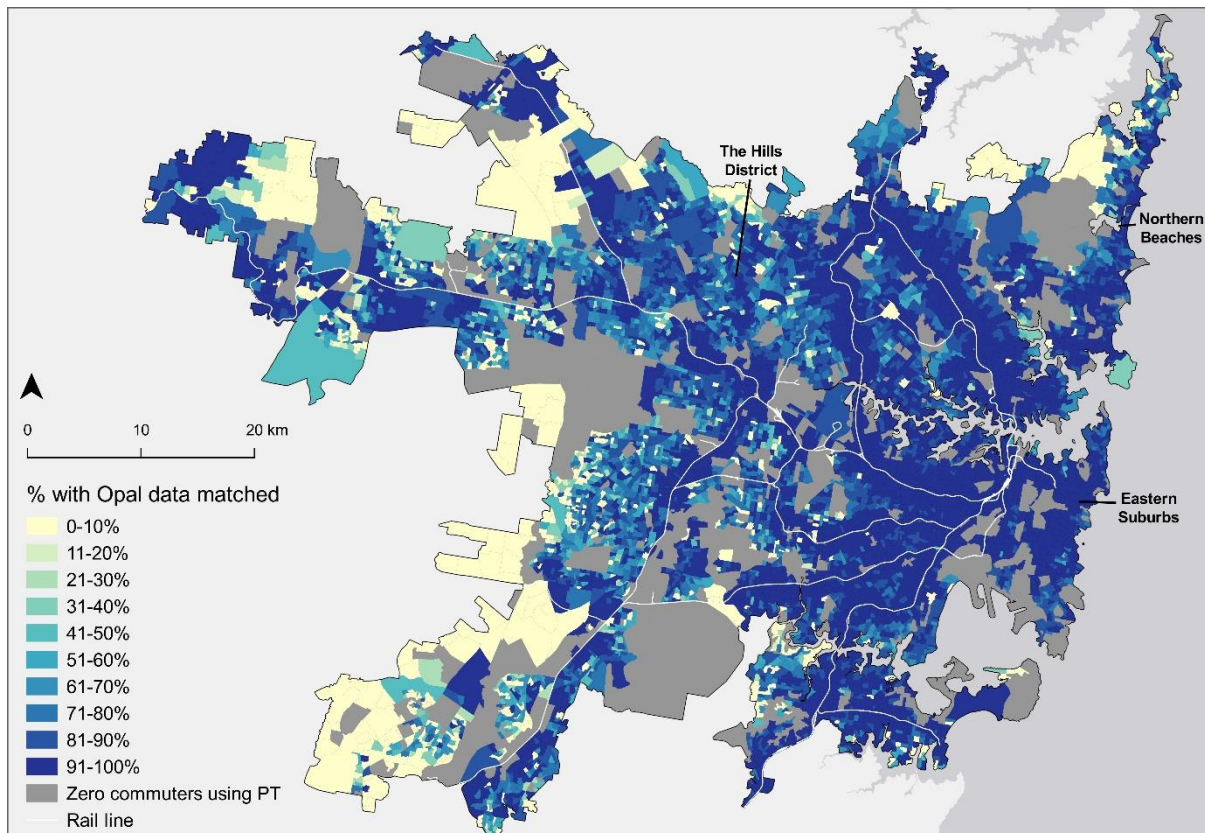 The Hills
District
Northern
Beaches
Eastern
Suburbs
0 10 20 km
% with Opal data matched
0-10%
11-20%
21-30%
31-40%
41-50%
51-60%
61-70%
71-80%
81-90%
91-100%
Zero commuters using PT
Rail line